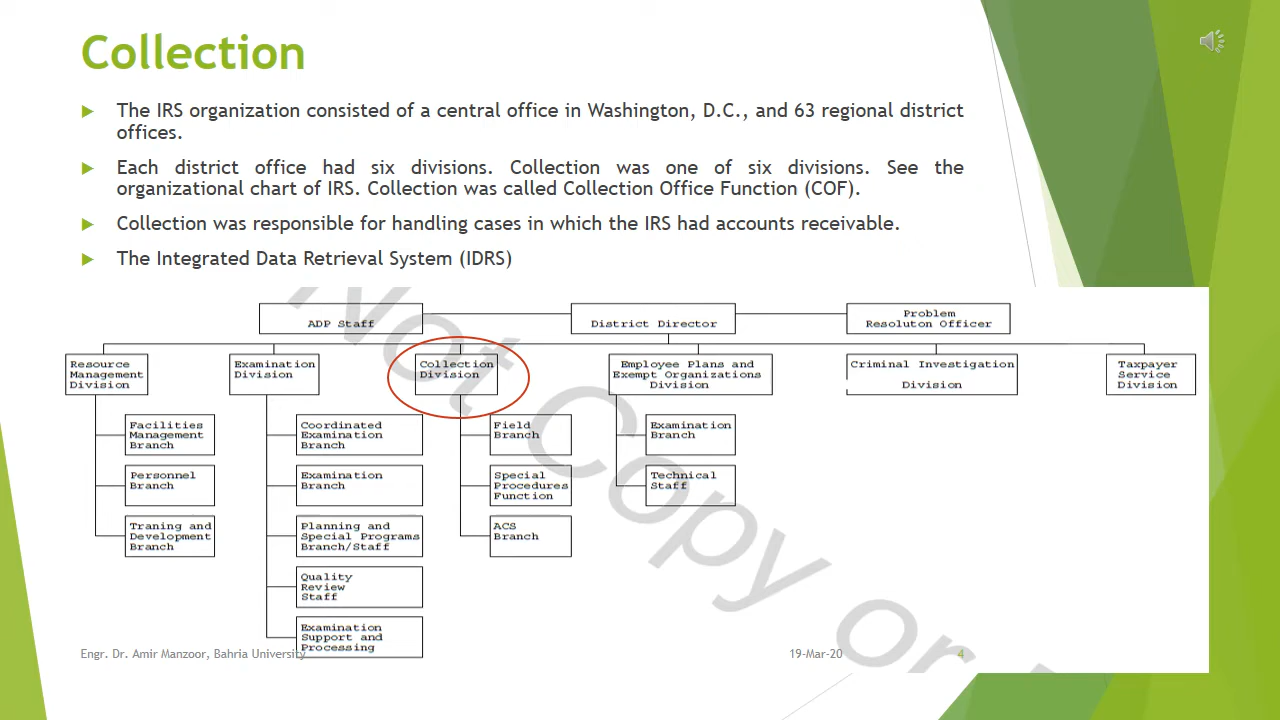 Collection
The IRS organization consisted of a central office in Washington, D.C., and 63 regional district
offices.
Each district office had six divisions. Collection was one of six divisions. See the
organizational chart of IRS. Collection was called Collection Office Function (COF).
Collection was responsible for handling cases in which the IRS had accounts receivable.
The Integrated Data Retrieval System (IDRS)
ADP Staff
District Director
Problem
Resoluton Officer
Resource
Management
Division
Examination
Division
Collection
Division
Employee Plans and
Exempt Organizations
Division
Criminal Investigation
Division
Taxpayer
Service
Division
Facilities
Management
Branch
Personnel
Branch
Traning and
Development
Branch
Coordinated
Examination
Branch
Examination
Branch
Planning and
Special Programs
Branch/Staff
Quality
Review
Staff
Examination
Support and
Processing
Field
Branch
Special
Procedures
Function
ACS
Branch
Examination
Branch
Technical
Staff
Not Copy or
Engr. Dr. Amir Manzoor, Bahria University
19-Mar-20
4